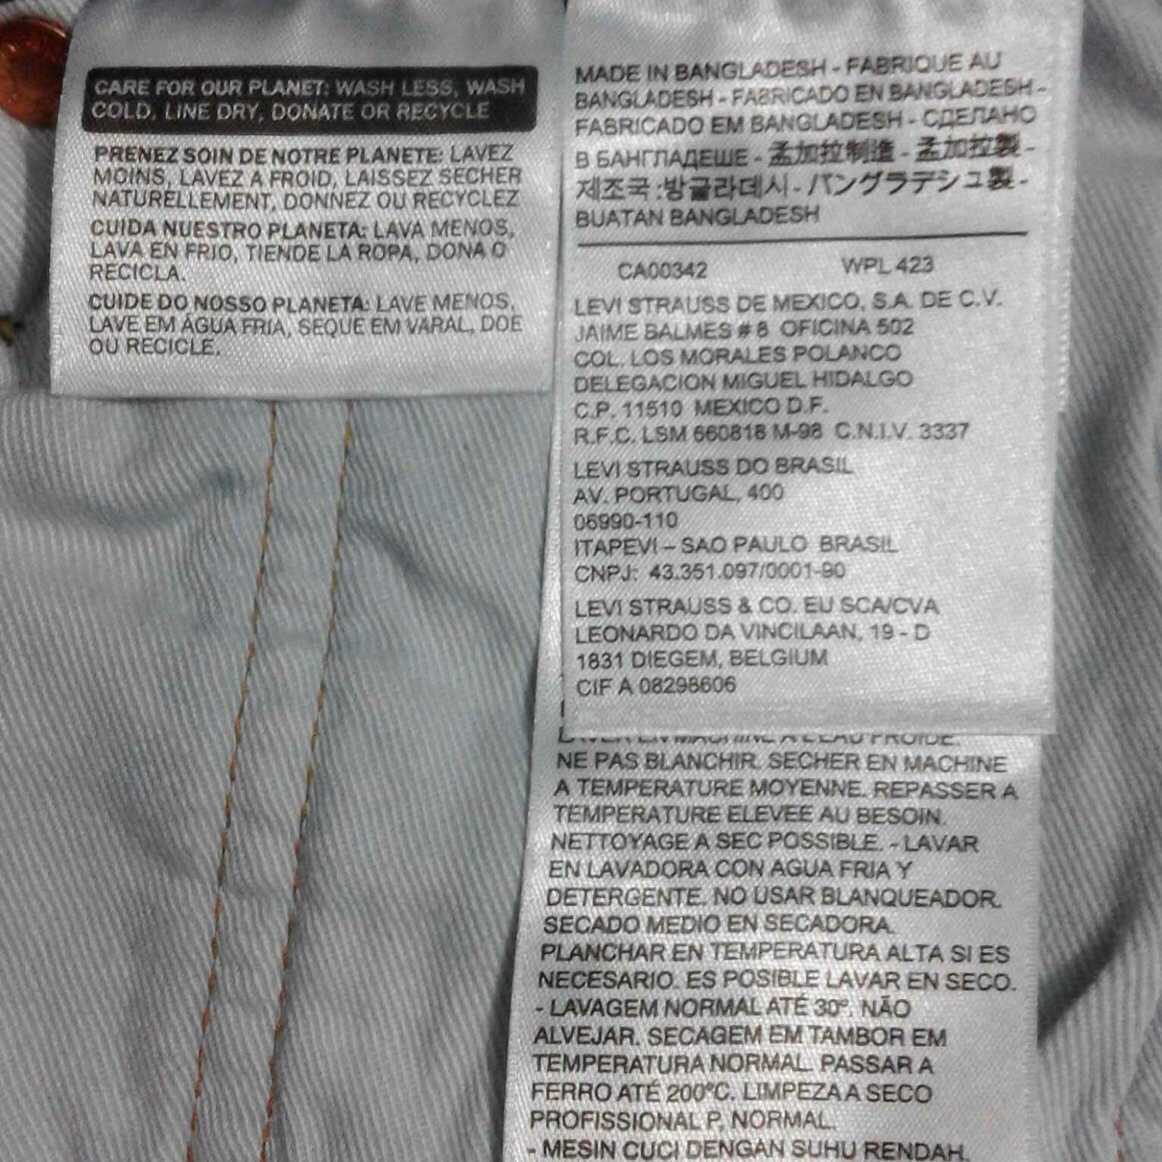 CARE FOR OUR PLANET: WASH LESS, WASH
COLD, LINE DRY, DONATE OR RECYCLE
PRENEZ SOIN DE NOTRE PLANETE: LAVEZ
MOINS, LAVEZ A FROID, LAISSEZ SECHER
NATURELLEMENT, DONNEZ OU RECYCLEZ
CUIDA NUESTRO PLANETA: LAVA MENOS,
LAVA EN FRIO, TIENDE LA ROPA, DONA O
RECICLA.
CUIDE DO NOSSO PLANETA: LAVE MENOS,
LAVE EM ÁGUA FRIA, SEQUE EM VARAL, DOE
OU RECICLE.
MADE IN BANGLADESH - FABRIQUE AU
BANGLADESH - FABRICADO EN BANGLADESH -
FABRICADO EM BANGLADESH - СДЕЛАНО
В БАНГЛАДЕШЕ - 孟加拉制造 - 孟加拉製 -
제조국 :방글라데시 - バングラデシュ製 -
BUATAN BANGLADESH
CA00342 WPL 423
LEVI STRAUSS DE MEXICO, S.A. DE C.V.
JAIME BALMES # 8 OFICINA 502
COL. LOS MORALES POLANCO
DELEGACION MIGUEL HIDALGO
C.P. 11510 MEXICO D.F.
R.F.C. LSM 660818 M-98 C.N.I.V. 3337
LEVI STRAUSS DO BRASIL
AV. PORTUGAL, 400
06990-110
ITAPEVI – SAO PAULO BRASIL
CNPJ: 43.351.097/0001-90
LEVI STRAUSS & CO. EU SCA/CVA
LEONARDO DA VINCILAAN, 19 - D
1831 DIEGEM, BELGIUM
CIF A 08298606
LAVER EN MACHINE A L'EAU FROIDE.
NE PAS BLANCHIR. SECHER EN MACHINE
A TEMPERATURE MOYENNE. REPASSER A
TEMPERATURE ELEVEE AU BESOIN.
NETTOYAGE A SEC POSSIBLE. - LAVAR
EN LAVADORA CON AGUA FRIA Y
DETERGENTE. NO USAR BLANQUEADOR.
SECADO MEDIO EN SECADORA.
PLANCHAR EN TEMPERATURA ALTA SI ES
NECESARIO. ES POSIBLE LAVAR EN SECO.
- LAVAGEM NORMAL ATÉ 30°. NÃO
ALVEJAR. SECAGEM EM TAMBOR EM
TEMPERATURA NORMAL. PASSAR A
FERRO ATÉ 200°C. LIMPEZA A SECO
PROFISSIONAL P, NORMAL.
- MESIN CUCI DENGAN SUHU RENDAH.